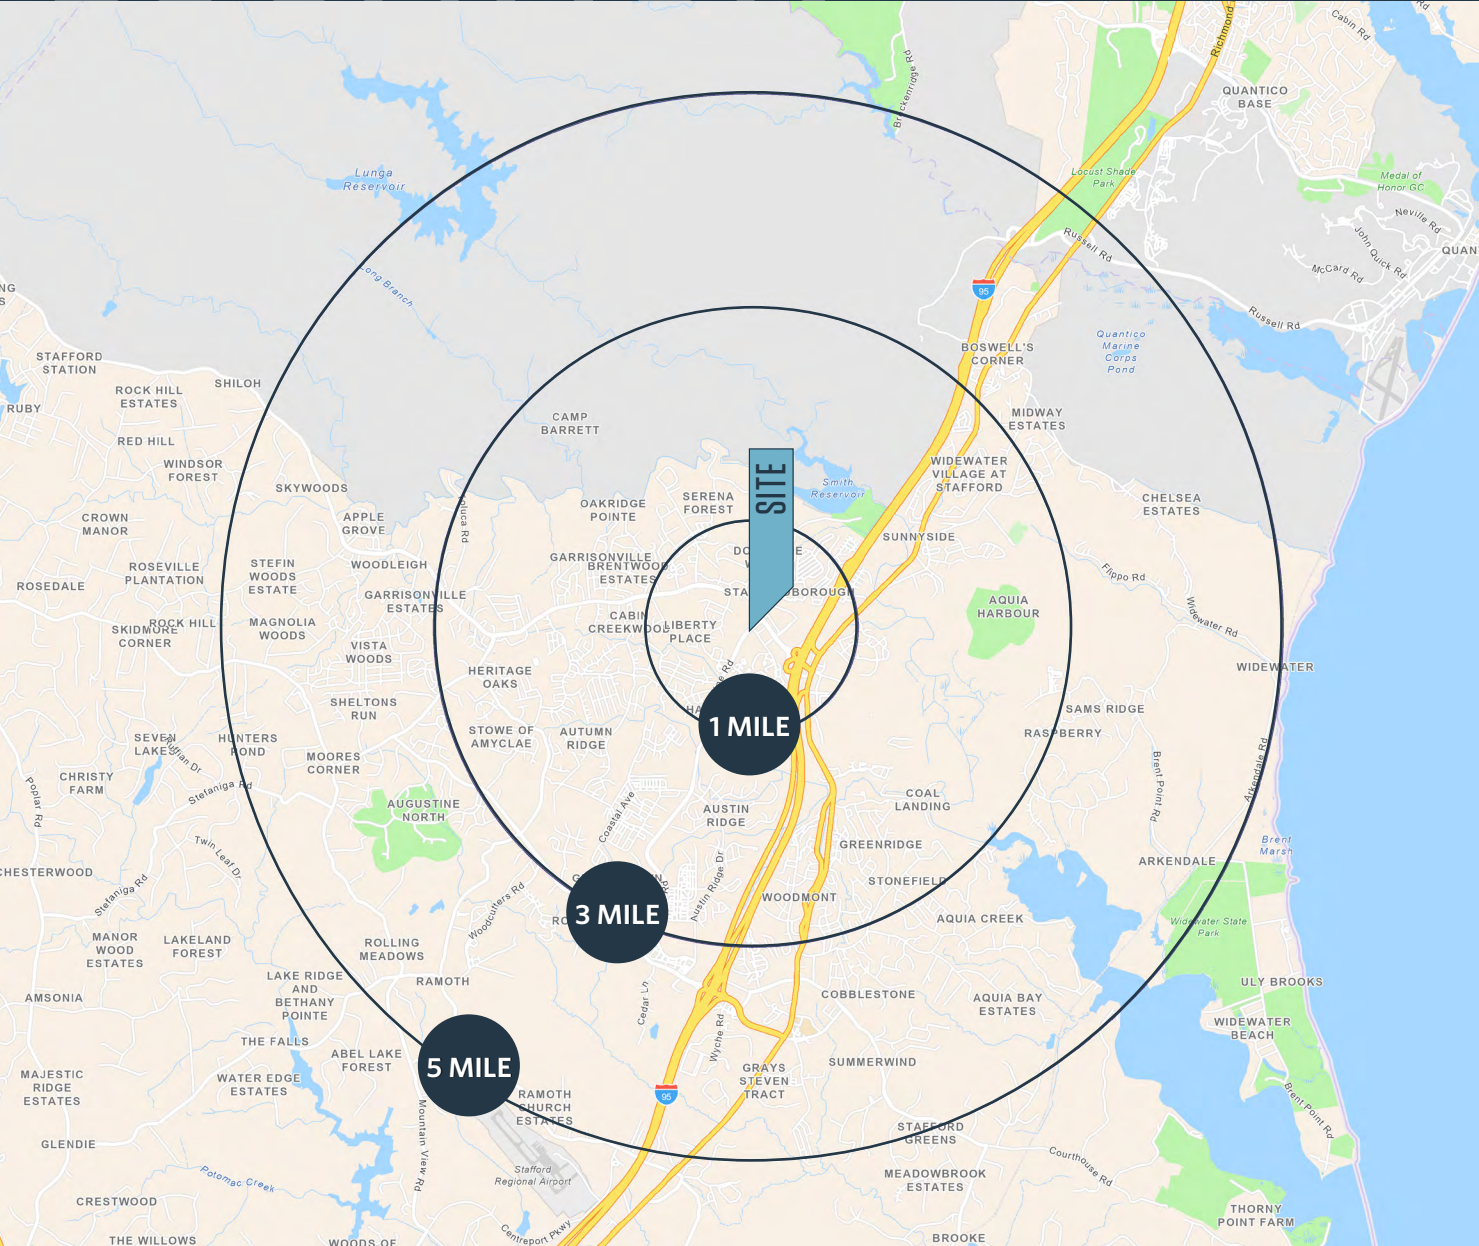 Richmond
Cabin Rd
Rd
Breckenridge Rd
QUANTICO
BASE
Locust Shade
Park
Medal of
Honor GC
Lunga
Reservoir
Neville Rd
John Quick Rd
Russell Rd
QUAN
McCard Rd
Long Branch
95
NG
S
Russell Rd
Quantico
Marine
Corps
Pond
BOSWELL'S
CORNER
STAFFORD
STATION
SHILOH
ROCK HILL
ESTATES
RUBY
CAMP
BARRETT
MIDWAY
ESTATES
RED HILL
WINDSOR
FOREST
WIDEWATER
VILLAGE AT
STAFFORD
SITE
SKYWOODS
Smith
Reservoir
SERENA
FOREST
OAKRIDGE
POINTE
CHELSEA
ESTATES
CROWN
MANOR
APPLE
GROVE
Joluca Rd
SUNNYSIDE
GARRISONVILLE
BRENTWOOD
ESTATES
STEFIN
WOODS
ESTATE
WOODLEIGH
ROSEVILLE
PLANTATION
Flippo Rd
ROSEDALE
GARRISONVILLE
ESTATES
BOROUGH
AQUIA
HARBOUR
Widewater Rd
ROCK HILL
SKIDMORE
CORNER
MAGNOLIA
WOODS
CABIN
CREEKWOOD
LIBERTY
PLACE
VISTA
WOODS
HERITAGE
OAKS
WIDEWATER
SHELTONS
RUN
SAMS RIDGE
1 MILE
STOWE OF
AMYCLAE
AUTUMN
RIDGE
RASPBERRY
SEVEN
LAKES
Ruffian Dr
HUNTERS
POND
MOORES
CORNER
Arkendale Rd
Brent Point Rd
CHRISTY
FARM
Stefaniga Rd
Poplar Rd
AUGUSTINE
NORTH
Coastal Ave
AUSTIN
RIDGE
COAL
LANDING
Twin Leaf Dr
GREENRIDGE
Brent
Marsh
ARKENDALE
CHESTERWOOD
Stefaniga Rd
STONEFIELD
Austin Ridge Dr
WOODMONT
Woodcutters Rd
3 MILE
AQUIA CREEK
Widewater State
Park
MANOR
WOOD
ESTATES
LAKELAND
FOREST
ROLLING
MEADOWS
LAKE RIDGE
AND
BETHANY
POINTE
RAMOTH
ULY BROOKS
AMSONIA
Cedar Ln
COBBLESTONE
AQUIA BAY
ESTATES
WIDEWATER
BEACH
Wyche Rd
THE FALLS
ABEL LAKE
FOREST
5 MILE
SUMMERWIND
MAJESTIC
RIDGE
ESTATES
WATER EDGE
ESTATES
GRAYS
STEVEN
TRACT
95
RAMOTH
CHURCH
ESTATES
Brent Point Rd
GLENDIE
Mountain View Rd
STAFFORD
GREENS
Courthouse Rd
Potomac Creek
Stafford
Regional Airport
MEADOWBROOK
ESTATES
CRESTWOOD
THORNY
POINT FARM
Centreport Pkwy
THE WILLOWS
WOODS OF
BROOKE